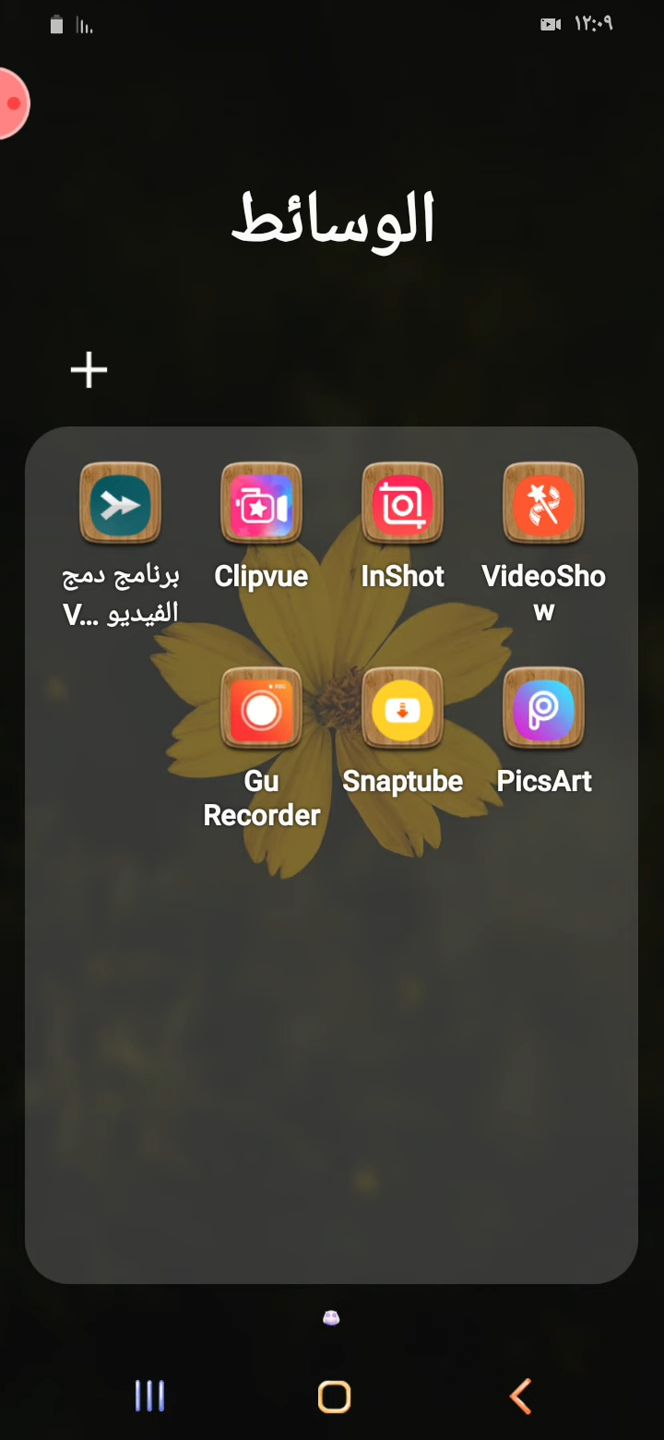 ١٢:٠٩
الوسائط
VideoSho
w
InShot
Clipvue
برنامج دمج
الفيديو V...
PicsArt
Snaptube
Gu
Recorder